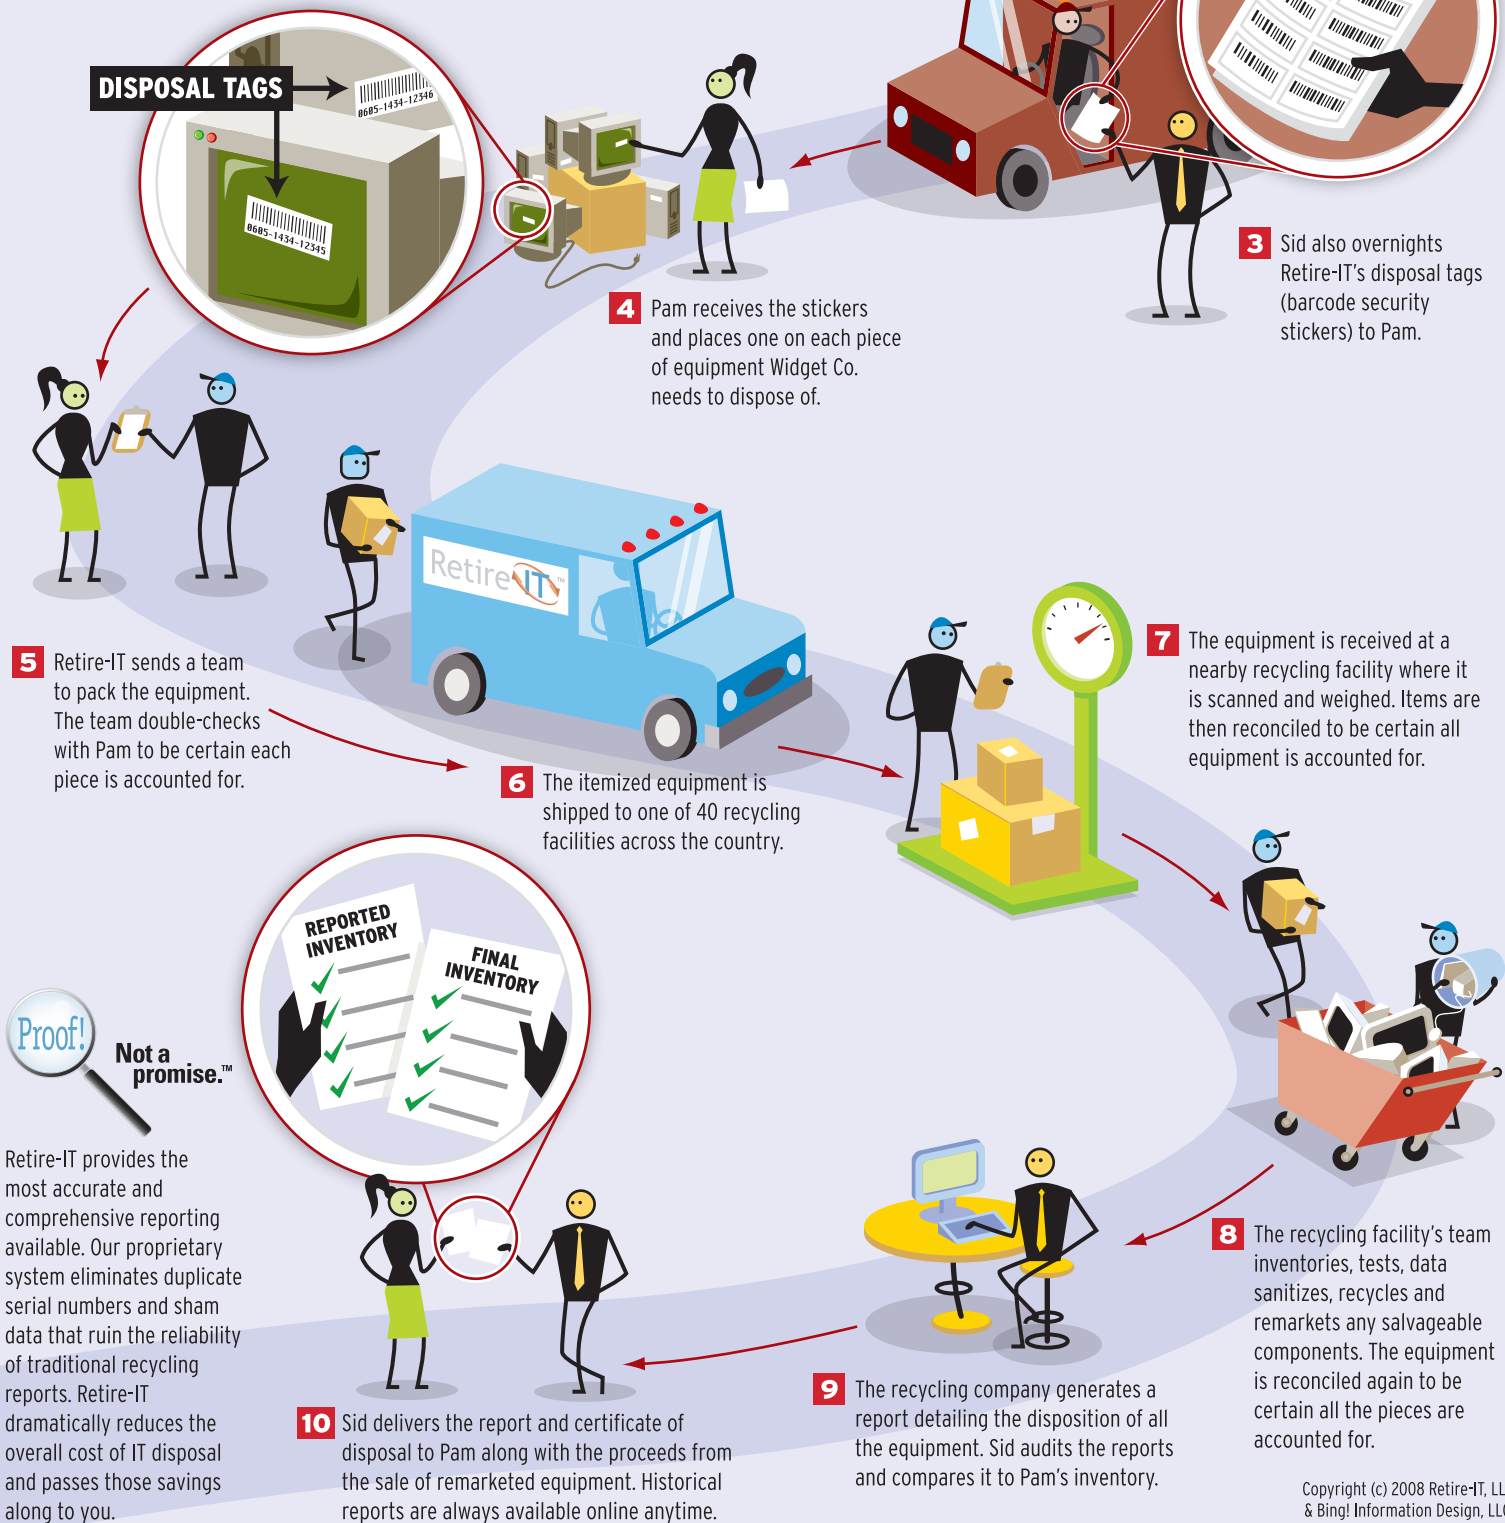 DISPOSAL TAGS
0605-1434-12346
0605-1434-12345
3 Sid also overnights
Retire-IT's disposal tags
(barcode security
stickers) to Pam.
4 Pam receives the stickers
and places one on each piece
of equipment Widget Co.
needs to dispose of.
5 Retire-IT sends a team
to pack the equipment.
The team double-checks
with Pam to be certain each
piece is accounted for.
Retire IT™
6 The itemized equipment is
shipped to one of 40 recycling
facilities across the country.
7 The equipment is received at a
nearby recycling facility where it
is scanned and weighed. Items are
then reconciled to be certain all
equipment is accounted for.
8 The recycling facility’s team
inventories, tests, data
sanitizes, recycles and
remarkets any salvageable
components. The equipment
is reconciled again to be
certain all the pieces are
accounted for.
9 The recycling company generates a
report detailing the disposition of all
the equipment. Sid audits the reports
and compares it to Pam’s inventory.
REPORTED
INVENTORY
FINAL
INVENTORY
10 Sid delivers the report and certificate of
disposal to Pam along with the proceeds from
the sale of remarketed equipment. Historical
reports are always available online anytime.
Proof!
Not a
promise.™
Retire-IT provides the
most accurate and
comprehensive reporting
available. Our proprietary
system eliminates duplicate
serial numbers and sham
data that ruin the reliability
of traditional recycling
reports. Retire-IT
dramatically reduces the
overall cost of IT disposal
and passes those savings
along to you.
Copyright (c) 2008 Retire-IT, LL
& Bing! Information Design, LLC